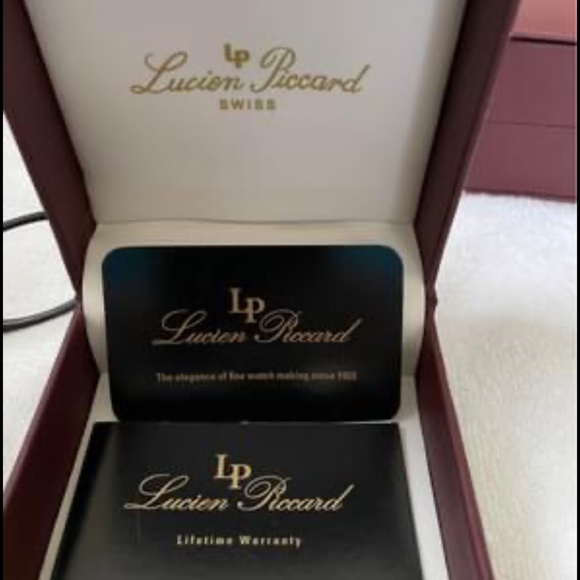 LP
Lucien Piccard
SWISS
LP
Lucien Piccard
The elegance of fine watch making since 1923
LP
Lucien Piccard
Lifetime Warranty